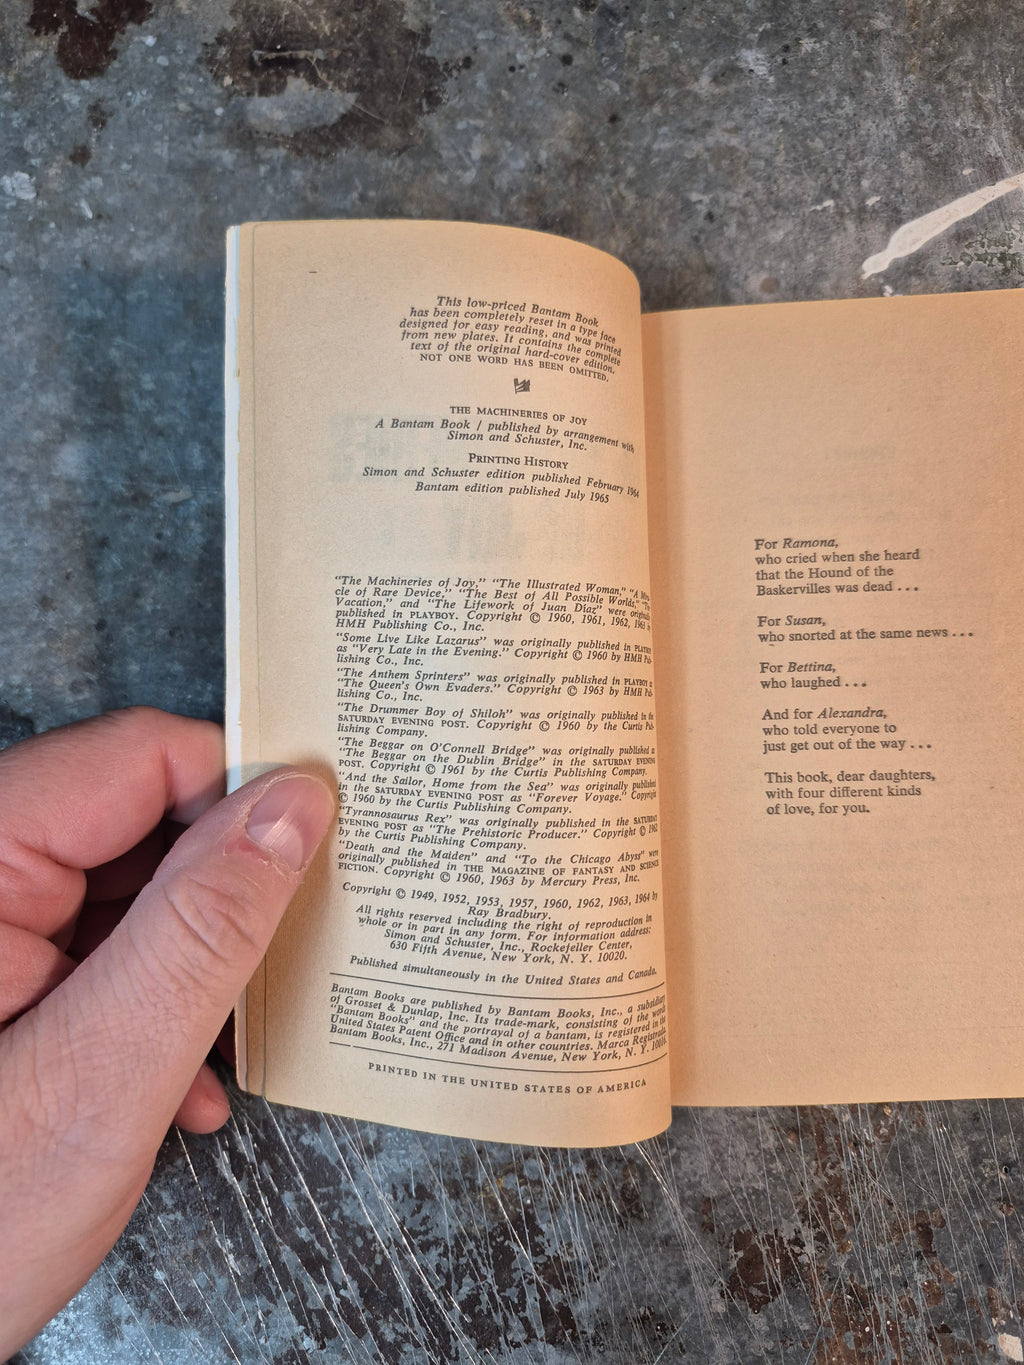 This low-priced Bantam Book
has been completely reset in a type face
designed for easy reading, and was printed
from new plates. It contains the complete
text of the original hard-cover edition.
NOT ONE WORD HAS BEEN OMITTED.
THE MACHINERIES OF JOY
A Bantam Book / published by arrangement with
Simon and Schuster, Inc.
PRINTING HISTORY
Simon and Schuster edition published February 1964
Bantam edition published July 1965
"The Machineries of Joy," "The Illustrated Woman," "A Mira-
cle of Rare Device," "The Best of All Possible Worlds,"
Vacation," and "The Lifework of Juan Díaz" were originally
published in PLAYBOY. Copyright © 1960, 1961, 1962, 1963 by
HMH Publishing Co., Inc.
"Some Live Like Lazarus" was originally published in PLAYBOY
as "Very Late in the Evening." Copyright © 1960 by HMH Pub-
lishing Co., Inc.
"The Anthem Sprinters" was originally published in PLAYBOY as
"The Queen's Own Evaders." Copyright © 1963 by HMH Pub-
lishing Co., Inc.
"The Drummer Boy of Shiloh" was originally published in the
SATURDAY EVENING POST. Copyright © 1960 by the Curtis Pub-
lishing Company.
"The Beggar on O'Connell Bridge" was originally published as
"The Beggar on the Dublin Bridge" in the SATURDAY EVENING
POST. Copyright © 1961 by the Curtis Publishing Company.
"And the Sailor, Home from the Sea" was originally published
in the SATURDAY EVENING POST as "Forever Voyage." Copyright
© 1960 by the Curtis Publishing Company.
"Tyrannosaurus Rex" was originally published in the SATURDAY
EVENING POST as "The Prehistoric Producer." Copyright © 1962
by the Curtis Publishing Company.
"Death and the Maiden" and "To the Chicago Abyss" were
originally published in THE MAGAZINE OF FANTASY AND SCIENCE
FICTION. Copyright © 1960, 1963 by Mercury Press, Inc.
Copyright © 1949, 1952, 1953, 1957, 1960, 1962, 1963, 1964 by
Ray Bradbury.
All rights reserved including the right of reproduction in
whole or in part in any form. For information address:
Simon and Schuster, Inc., Rockefeller Center,
630 Fifth Avenue, New York, N. Y. 10020.
Published simultaneously in the United States and Canada.
Bantam Books are published by Bantam Books, Inc., a subsidiary
of Grosset & Dunlap, Inc. Its trade-mark, consisting of the words
"Bantam Books" and the portrayal of a bantam, is registered in the
United States Patent Office and in other countries. Marca Registrada.
Bantam Books, Inc., 271 Madison Avenue, New York, N. Y. 10016.
PRINTED IN THE UNITED STATES OF AMERICA
For Ramona,
who cried when she heard
that the Hound of the
Baskervilles was dead . . .
For Susan,
who snorted at the same news . . .
For Bettina,
who laughed . . .
And for Alexandra,
who told everyone to
just get out of the way . . .
This book, dear daughters,
with four different kinds
of love, for you.